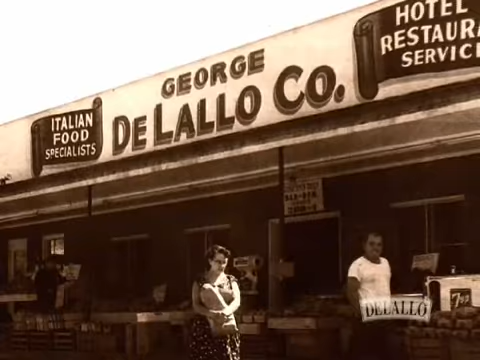 HOTEL
RESTAURA
SERVIC
GEORGE
DELALLO CO.
ITALIAN
FOOD
SPECIALISTS
DELALLO
7up